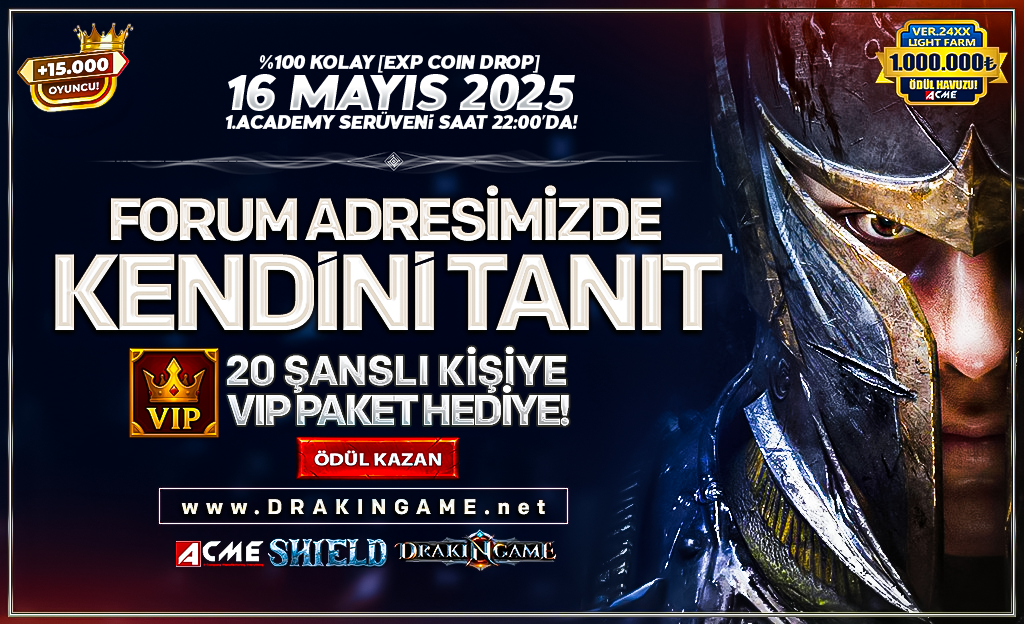 +15.000
OYUNCU!
%100 KOLAY [EXP COIN DROP]
16 MAYIS 2025
1.ACADEMY SERÜVENİ SAAT 22:00'DA!
VER.24XX
LIGHT FARM
1.000.000₺
ÖDÜL HAVUZU!
ACME
FORUM ADRESİMİZDE
KENDİNİ TANIT
VIP
20 ŞANSLI KİŞİYE
VIP PAKET HEDİYE!
ÖDÜL KAZAN
www.DRAKINGAME.net
ACME SHIELD DRAKINGAME